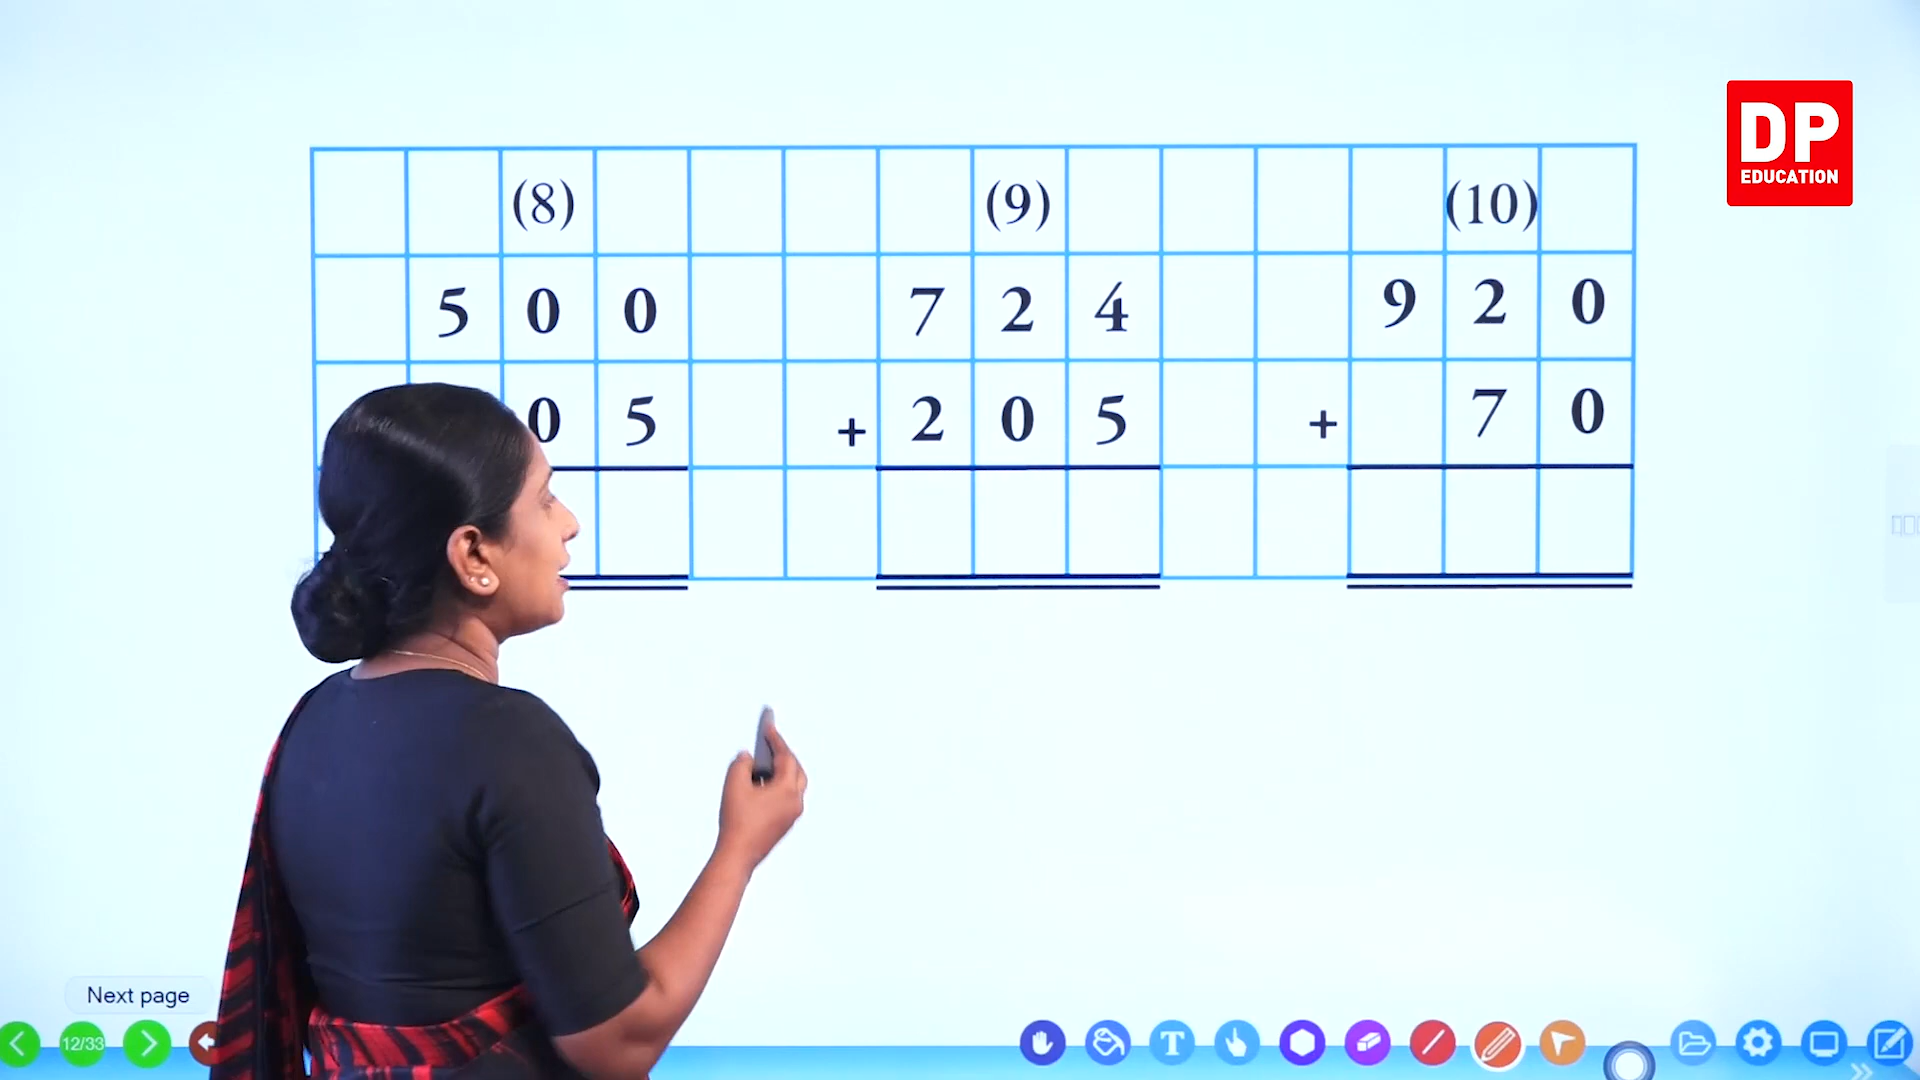 DP
EDUCATION
(8) (9) (10)
5 0 0 7 2 4 9 2 0
0 5 + 2 0 5 + 7 0
Next page
12/33
T